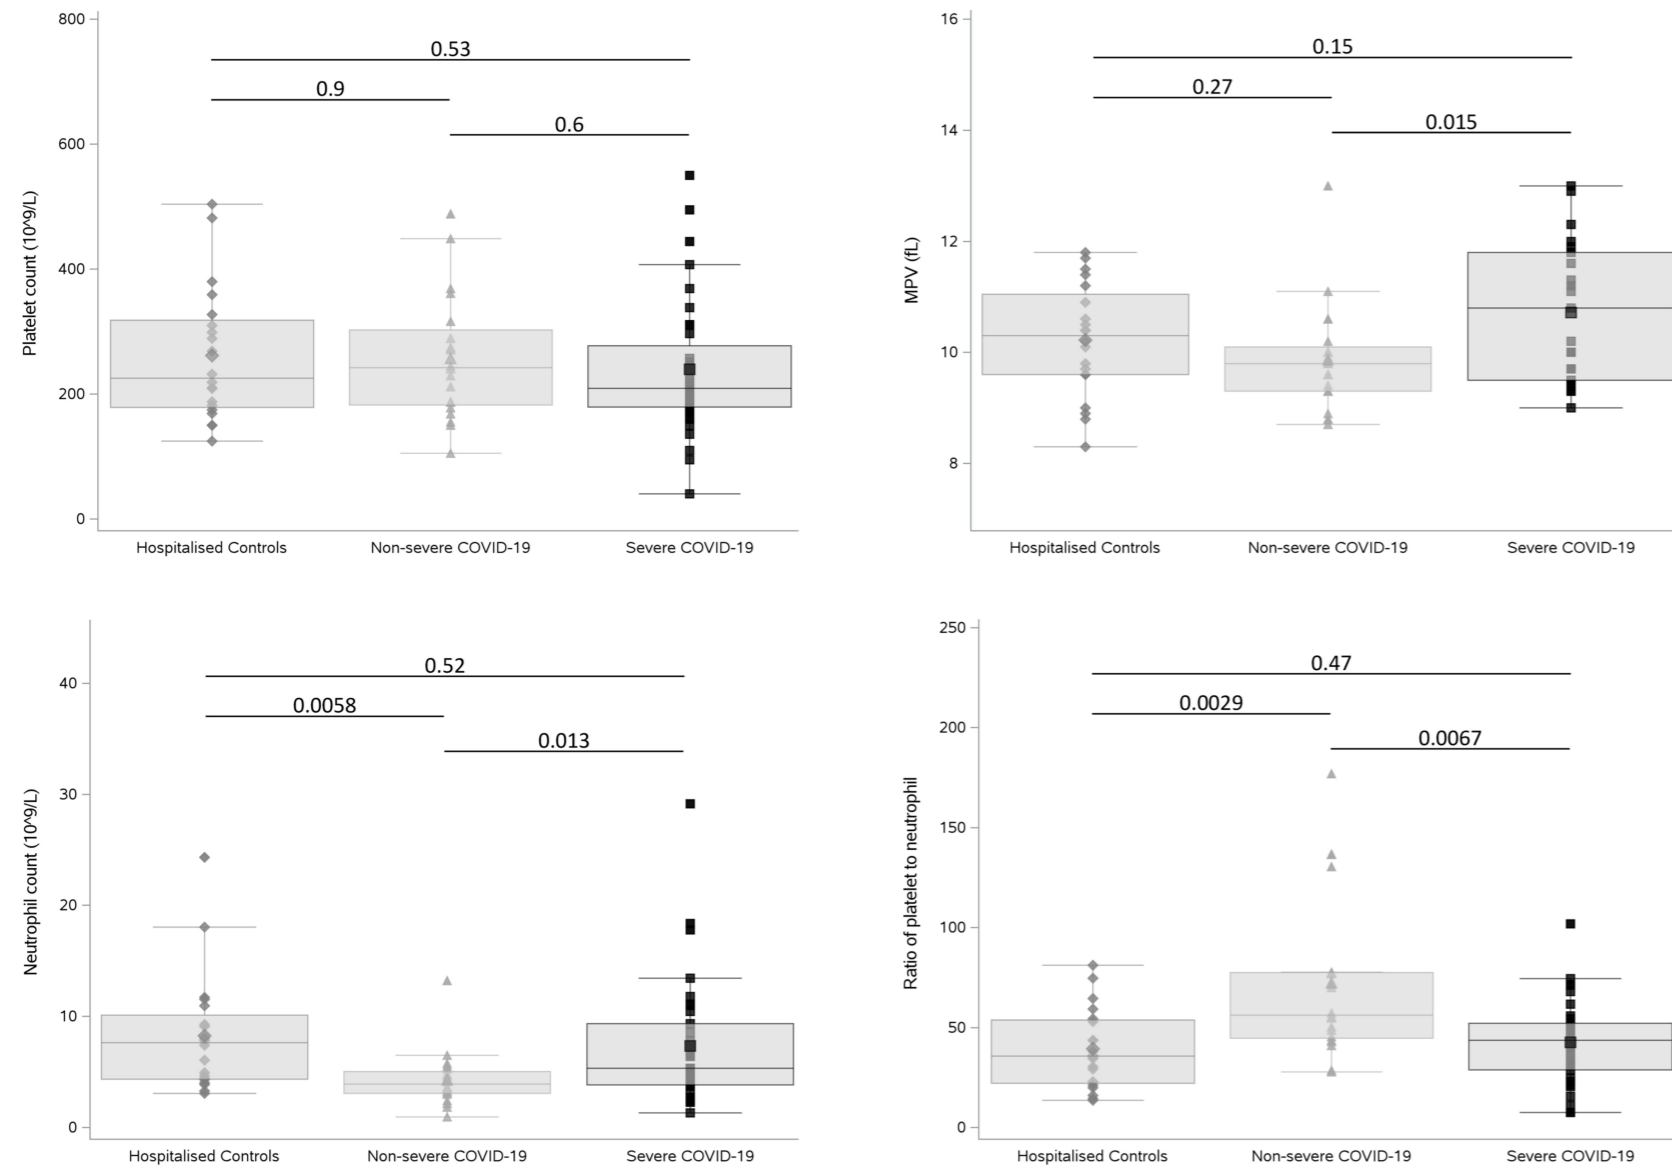 800
600
400
200
0
Platelet count (10^9/L)
0.53
0.9
0.6
Hospitalised Controls
Non-severe COVID-19
Severe COVID-19
16
14
12
10
8
MPV (fL)
0.15
0.27
0.015
Hospitalised Controls
Non-severe COVID-19
Severe COVID-19
40
30
20
10
0
Neutrophil count (10^9/L)
0.52
0.0058
0.013
Hospitalised Controls
Non-severe COVID-19
Severe COVID-19
250
200
150
100
50
0
Ratio of platelet to neutrophil
0.47
0.0029
0.0067
Hospitalised Controls
Non-severe COVID-19
Severe COVID-19